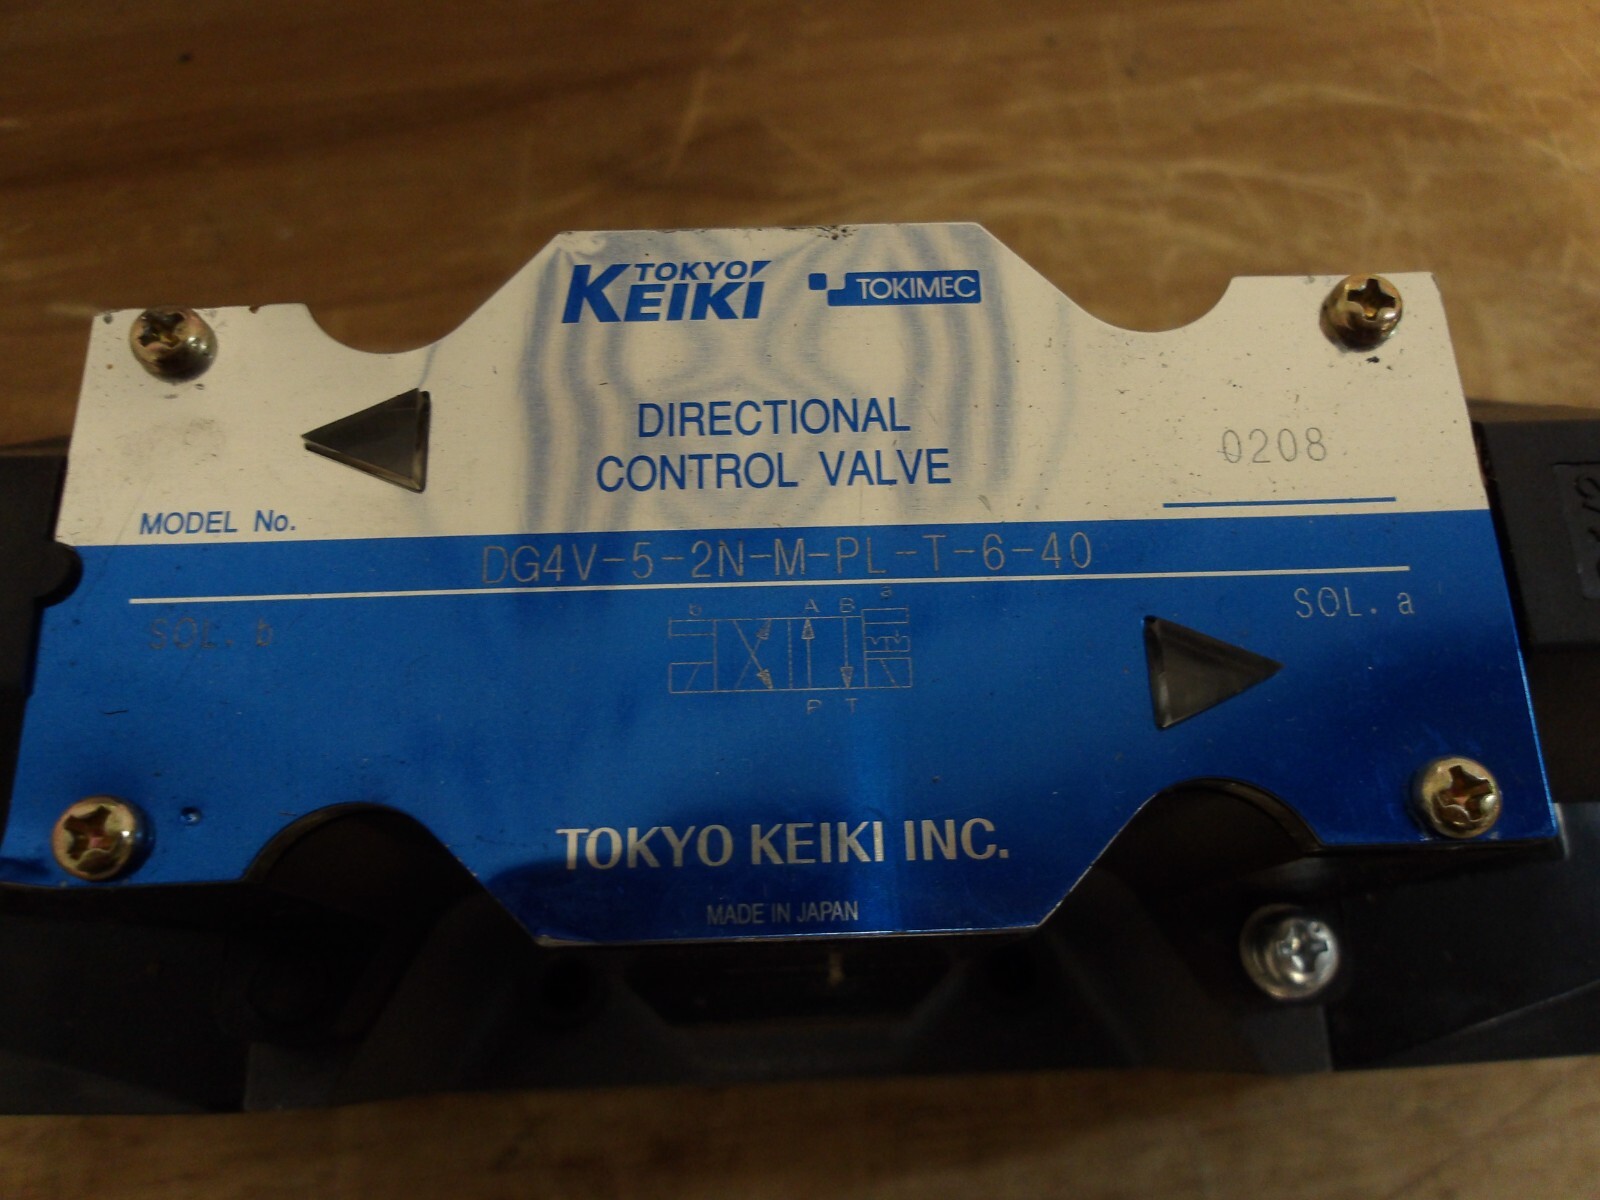 TOKYO KEIKI TOKIMEC
DIRECTIONAL
CONTROL VALVE
0208
MODEL No.
DG4V-5-2N-M-PL-T-6-40
SOL. b
b A B a
SOL. a
P T
TOKYO KEIKI INC.
MADE IN JAPAN